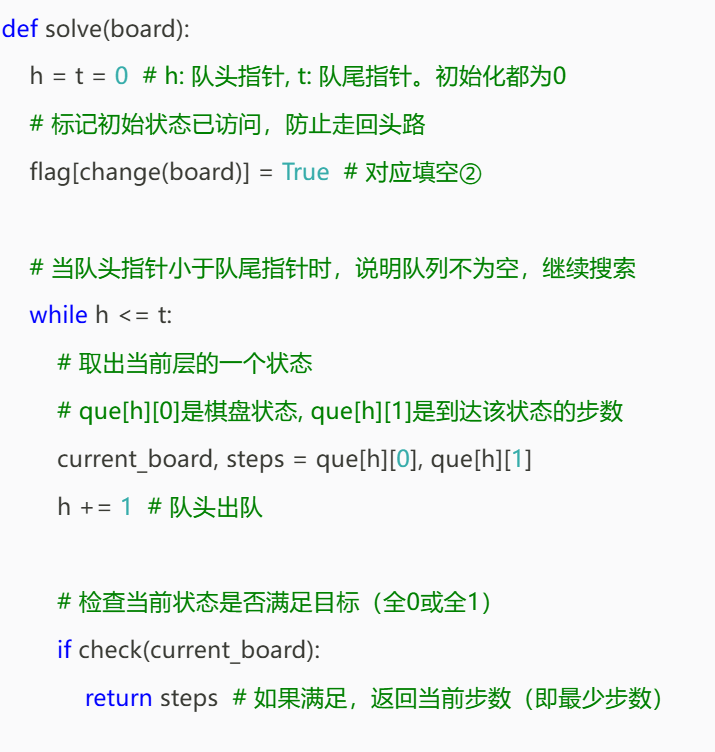 def solve(board):
h = t = 0 # h: 队头指针, t: 队尾指针。初始化都为0
# 标记初始状态已访问，防止走回头路
flag[change(board)] = True # 对应填空②
# 当队头指针小于队尾指针时，说明队列不为空，继续搜索
while h <= t:
# 取出当前层的一个状态
# que[h][0]是棋盘状态, que[h][1]是到达该状态的步数
current_board, steps = que[h][0], que[h][1]
h += 1 # 队头出队
# 检查当前状态是否满足目标（全0或全1）
if check(current_board):
return steps # 如果满足，返回当前步数（即最少步数）